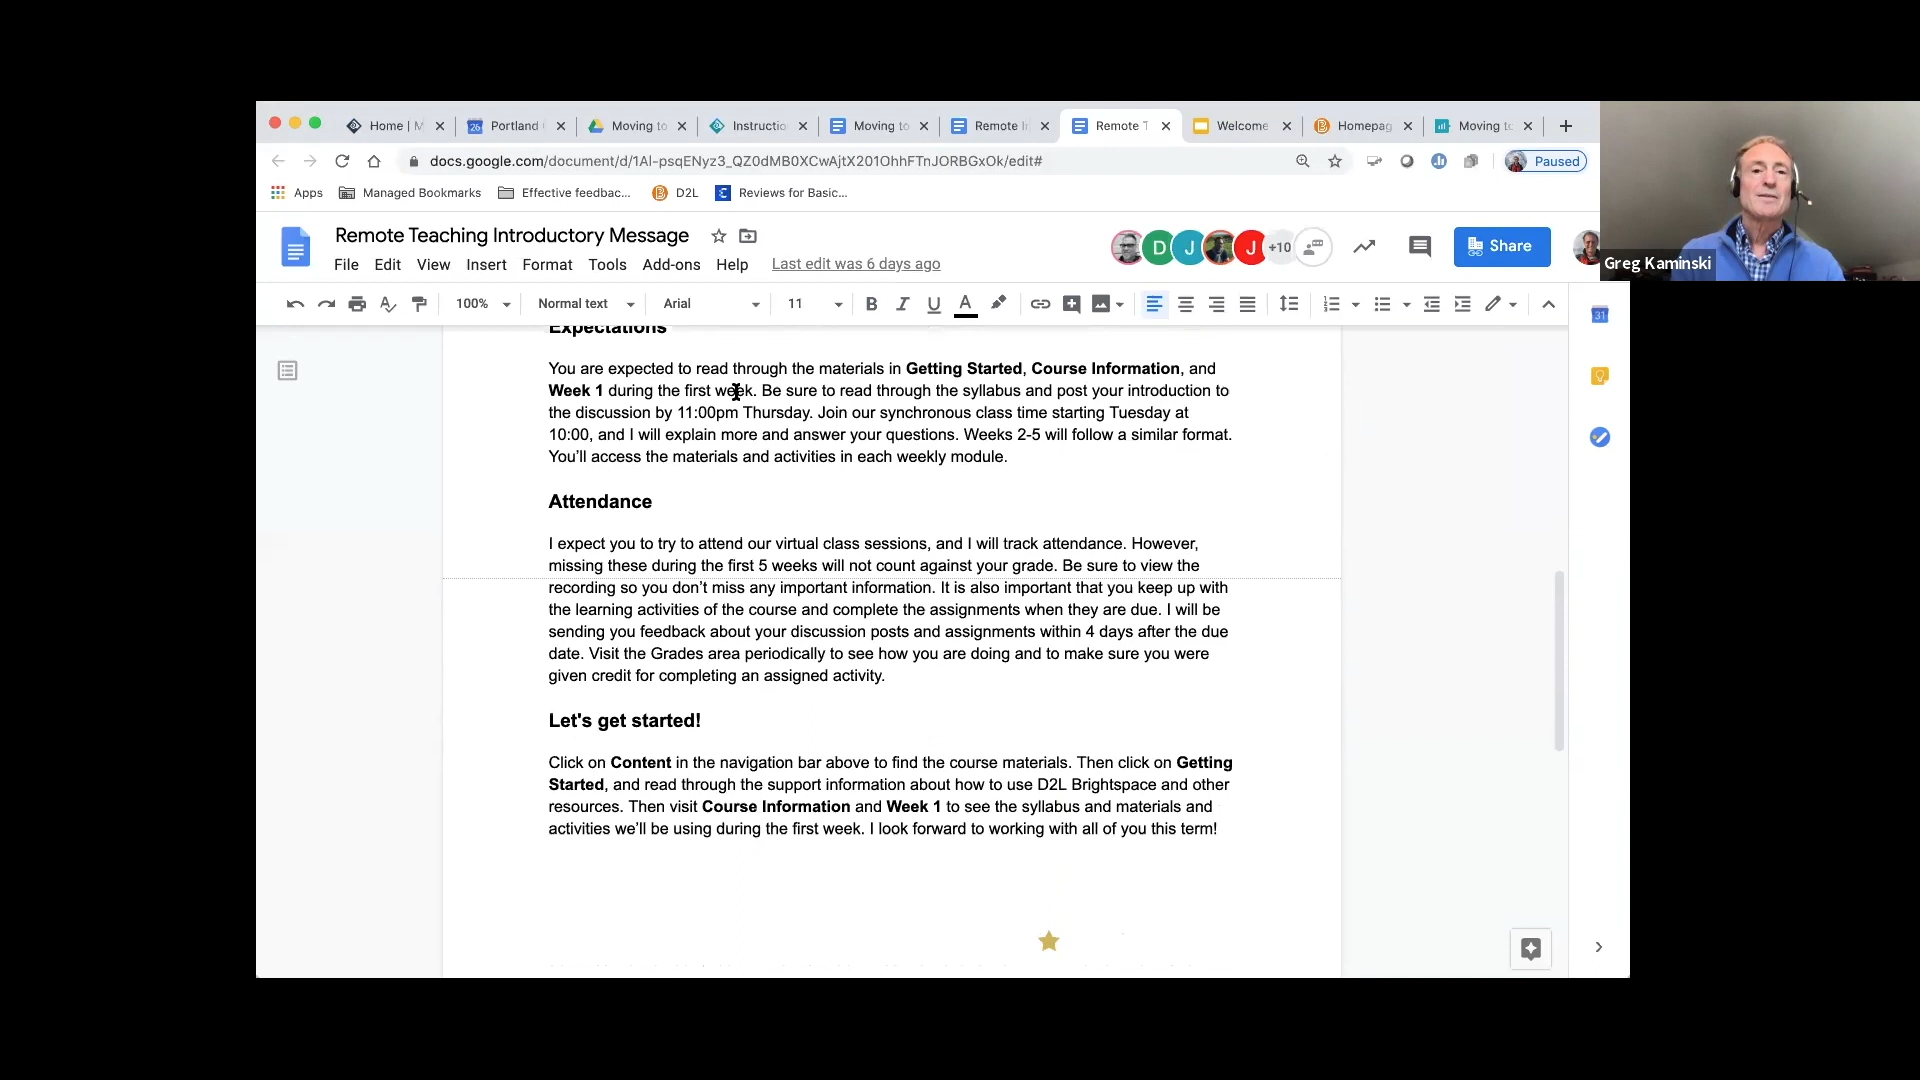 Home | M
Portland
Moving to
Instructio
Moving to
Remote I
Remote T
Welcome
Homepag
Moving to
docs.google.com/document/d/1Al-psqENyz3_QZ0dMB0XCwAjtX201OhhFTnJORBGxOk/edit#
Paused
Apps
Managed Bookmarks
Effective feedbac...
D2L
Reviews for Basic...
Remote Teaching Introductory Message
D
J
J
+10
Share
File Edit View Insert Format Tools Add-ons Help Last edit was 6 days ago
Greg Kaminski
100% Normal text Arial 11
31
Expectations
You are expected to read through the materials in Getting Started, Course Information, and
Week 1 during the first week. Be sure to read through the syllabus and post your introduction to
the discussion by 11:00pm Thursday. Join our synchronous class time starting Tuesday at
10:00, and I will explain more and answer your questions. Weeks 2-5 will follow a similar format.
You’ll access the materials and activities in each weekly module.
Attendance
I expect you to try to attend our virtual class sessions, and I will track attendance. However,
missing these during the first 5 weeks will not count against your grade. Be sure to view the
recording so you don’t miss any important information. It is also important that you keep up with
the learning activities of the course and complete the assignments when they are due. I will be
sending you feedback about your discussion posts and assignments within 4 days after the due
date. Visit the Grades area periodically to see how you are doing and to make sure you were
given credit for completing an assigned activity.
Let's get started!
Click on Content in the navigation bar above to find the course materials. Then click on Getting
Started, and read through the support information about how to use D2L Brightspace and other
resources. Then visit Course Information and Week 1 to see the syllabus and materials and
activities we’ll be using during the first week. I look forward to working with all of you this term!